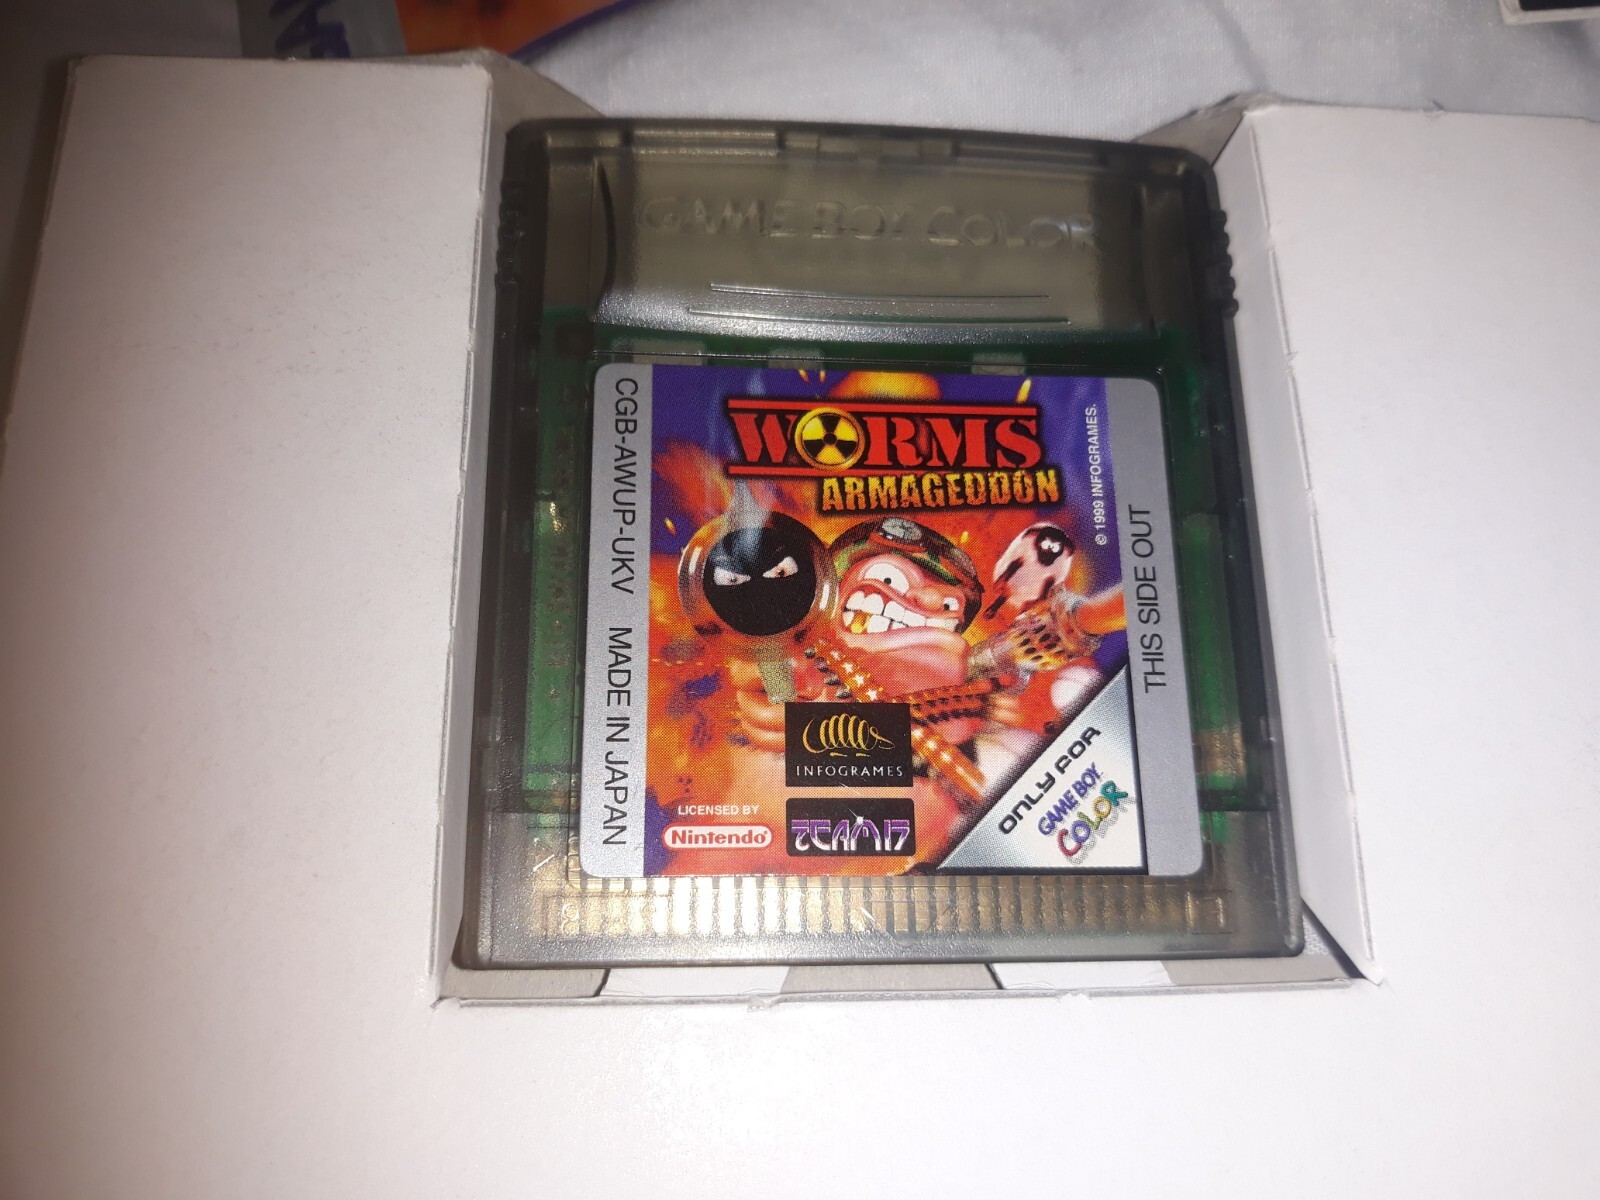 GAME BOY COLOR
CGB-AWUP-UKV MADE IN JAPAN
WORMS
ARMAGEDDON
© 1999 INFOGRAMES.
THIS SIDE OUT
INFOGRAMES
LICENSED BY
Nintendo
TEAM17
ONLY FOR
GAME BOY
COLOR